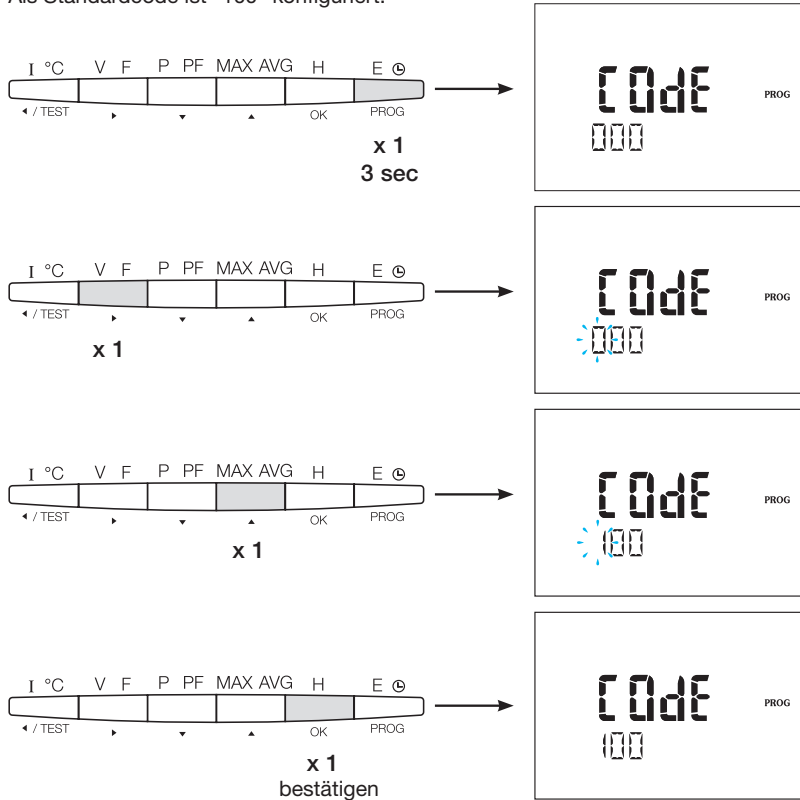 Als Standardcode ist "100" konfiguriert.
I °C V F P PF MAX AVG H E
/ TEST OK PROG
x 1
3 sec
CODE PROG
000
I °C V F P PF MAX AVG H E
/ TEST OK PROG
x 1
CODE PROG
000
I °C V F P PF MAX AVG H E
/ TEST OK PROG
x 1
CODE PROG
100
I °C V F P PF MAX AVG H E
/ TEST OK PROG
x 1
bestätigen
CODE PROG
100